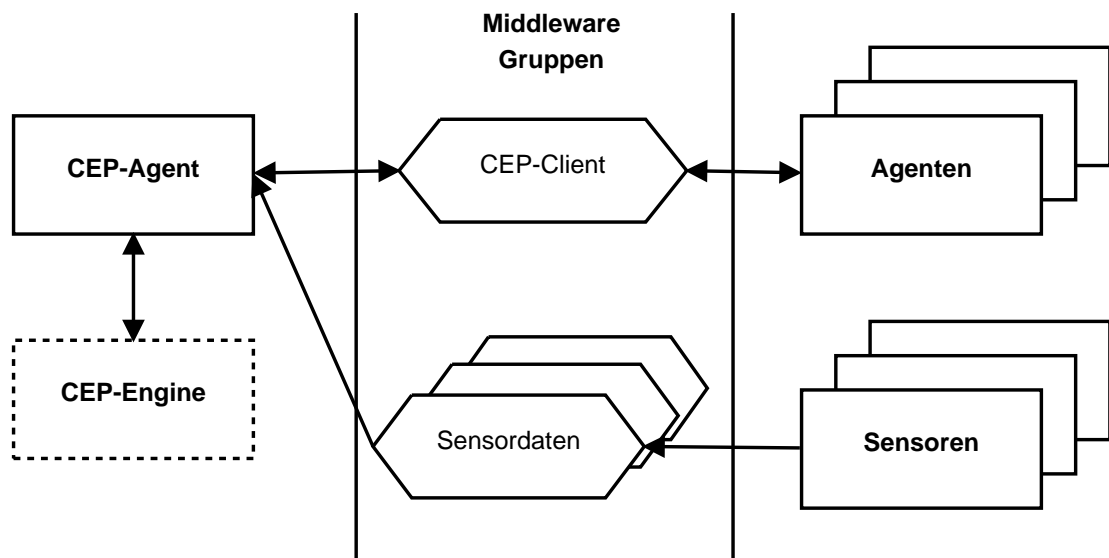 Middleware
Gruppen
CEP-Agent
CEP-Client
Agenten
CEP-Engine
Sensordaten
Sensoren